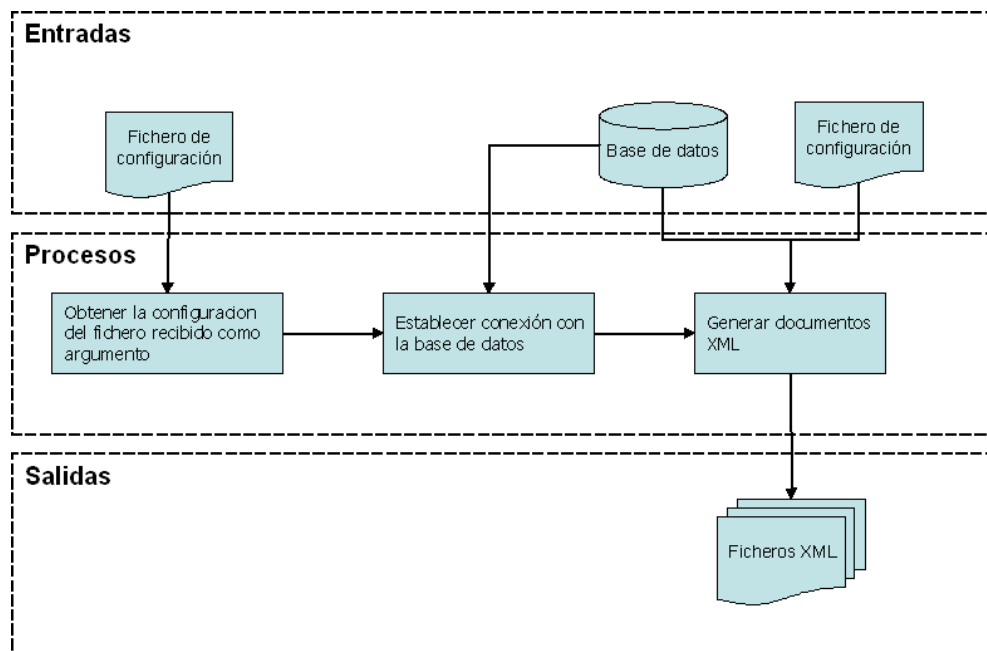 Entradas
Fichero de
configuración
Base de datos
Fichero de
configuración
Procesos
Obtener la configuracion
del fichero recibido como
argumento
Establecer conexión con
la base de datos
Generar documentos
XML
Salidas
Ficheros XML